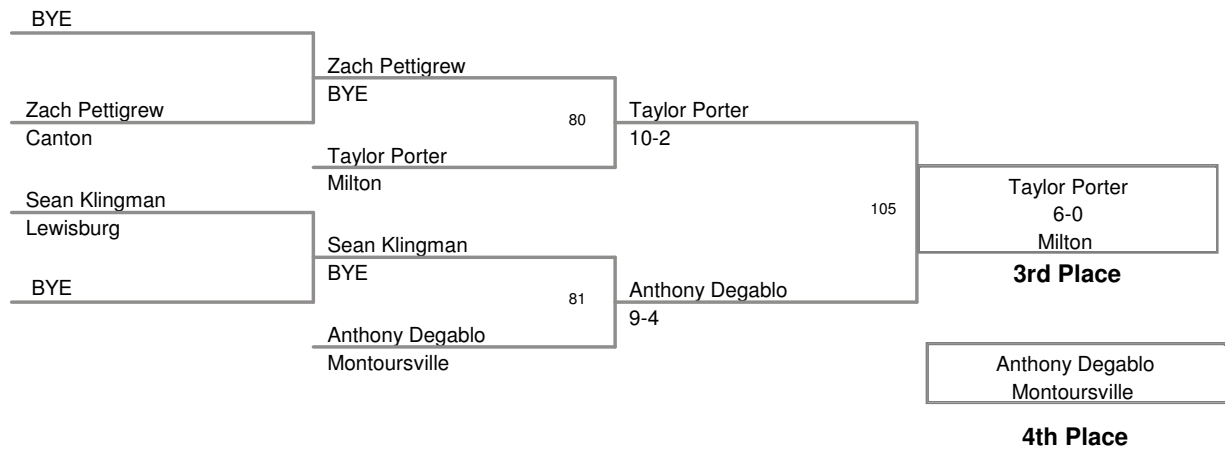 BYE
Zach Pettigrew
Canton
Sean Klingman
Lewisburg
BYE
Zach Pettigrew
BYE
80
Taylor Porter
Milton
Sean Klingman
BYE
81
Anthony Degablo
Montoursville
Taylor Porter
10-2
105
Anthony Degablo
9-4
Taylor Porter
6-0
Milton
3rd Place
Anthony Degablo
Montoursville
4th Place